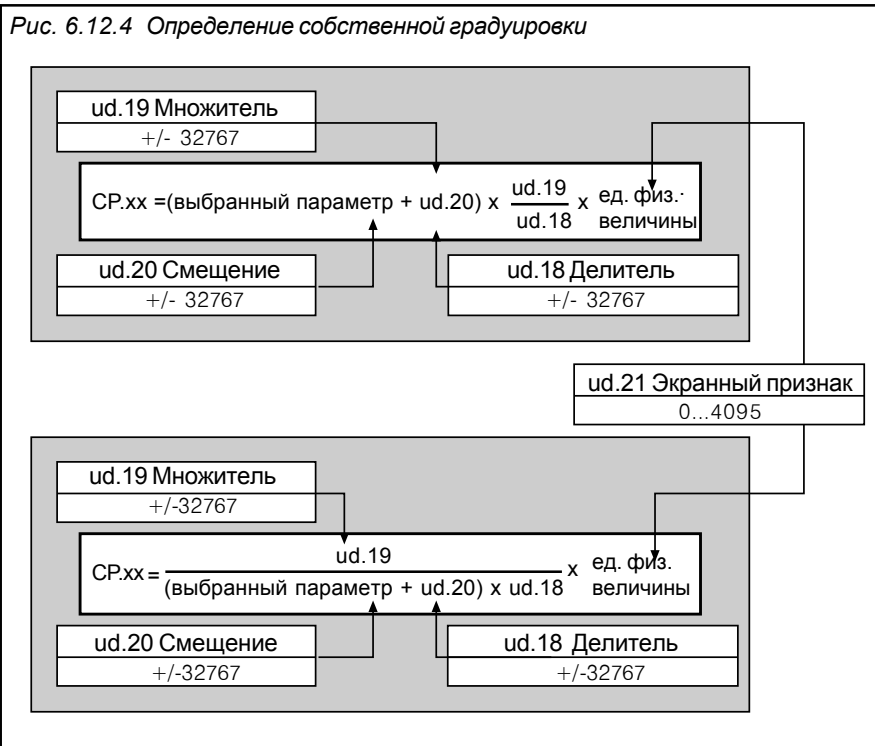 Рис. 6.12.4 Определение собственной градуировки
ud.19 Множитель
+/- 32767
CP.xx =(выбранный параметр + ud.20) x ud.19 / ud.18 x ед. физ. величины
ud.20 Смещение
+/- 32767
ud.18 Делитель
+/- 32767
ud.21 Экранный признак
0...4095
ud.19 Множитель
+/-32767
CP.xx = ud.19 / (выбранный параметр + ud.20) x ud.18 x ед. физ. величины
ud.20 Смещение
+/-32767
ud.18 Делитель
+/-32767